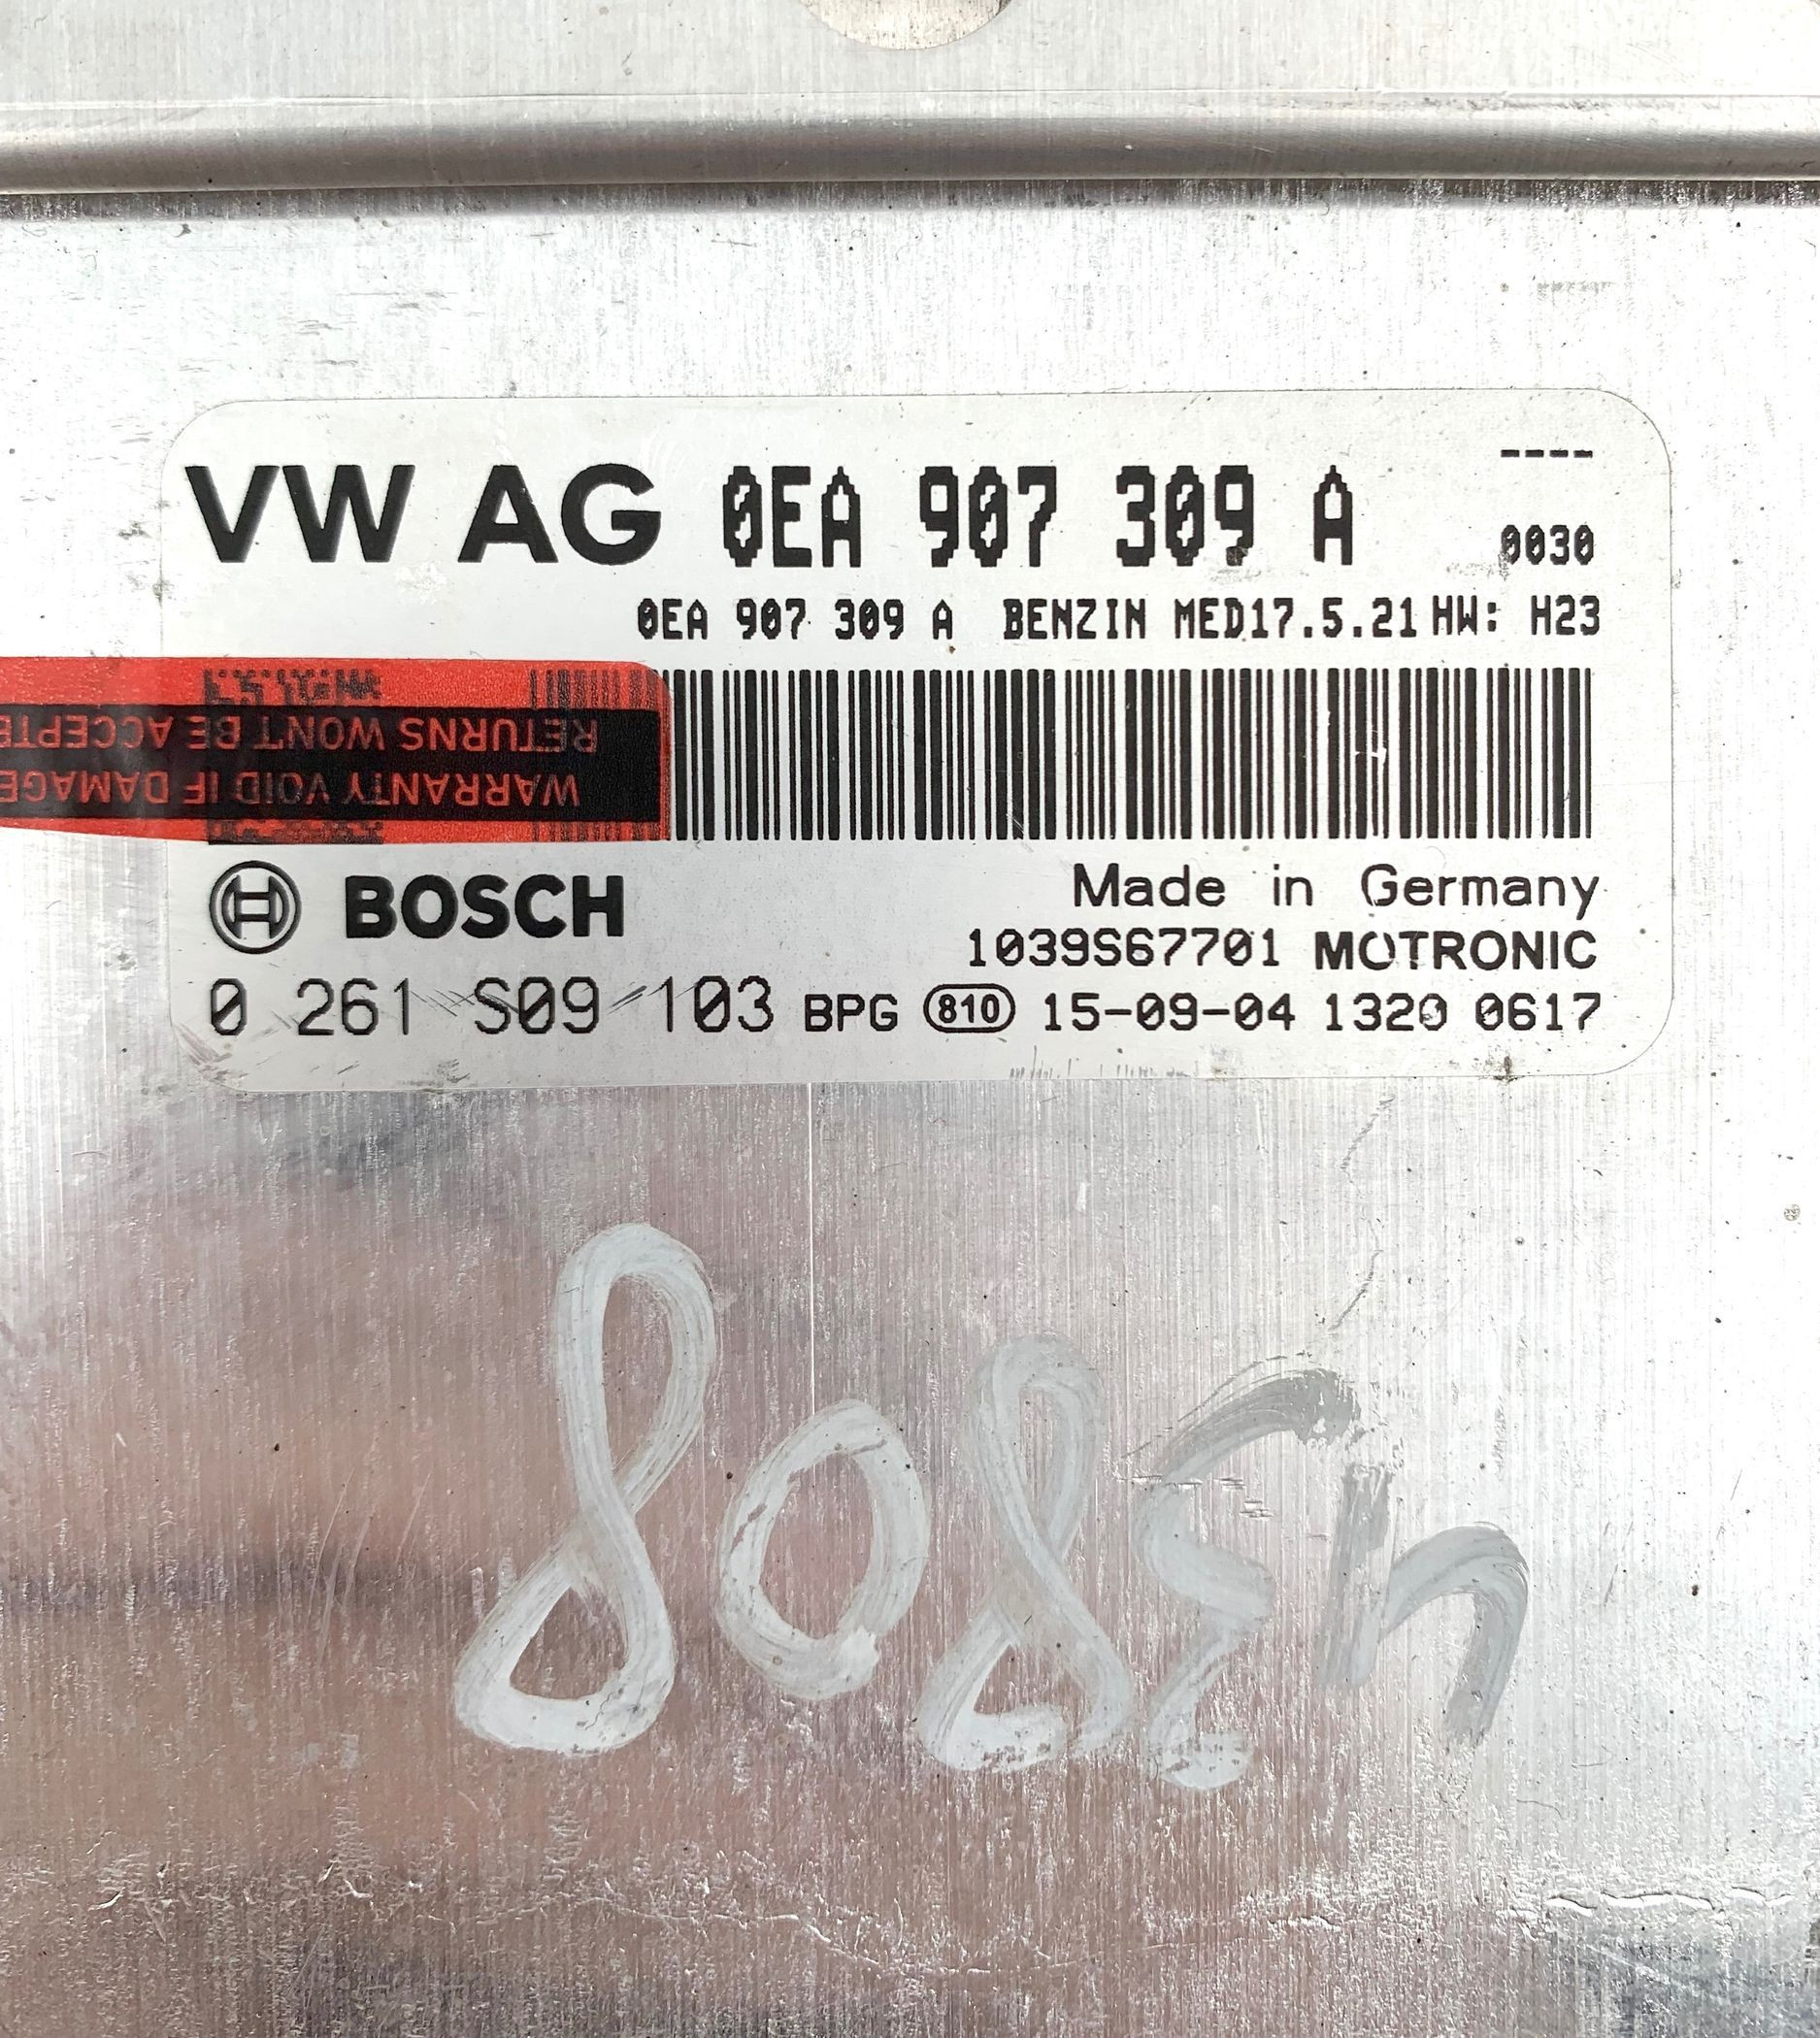 VW AG 0EA 907 309 A ----
0030
0EA 907 309 A BENZIN MED17.5.21 HW: H23
WARRANTY VOID IF DAMAGE
RETURNS WON'T BE ACCEPTE
BOSCH Made in Germany
1039S67701 MOTRONIC
0 261 S09 103 BPG 810 15-09-04 1320 0617
43808